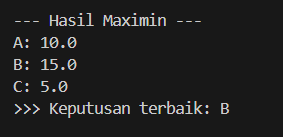 --- Hasil Maximin ---
A: 10.0
B: 15.0
C: 5.0
>>> Keputusan terbaik: B